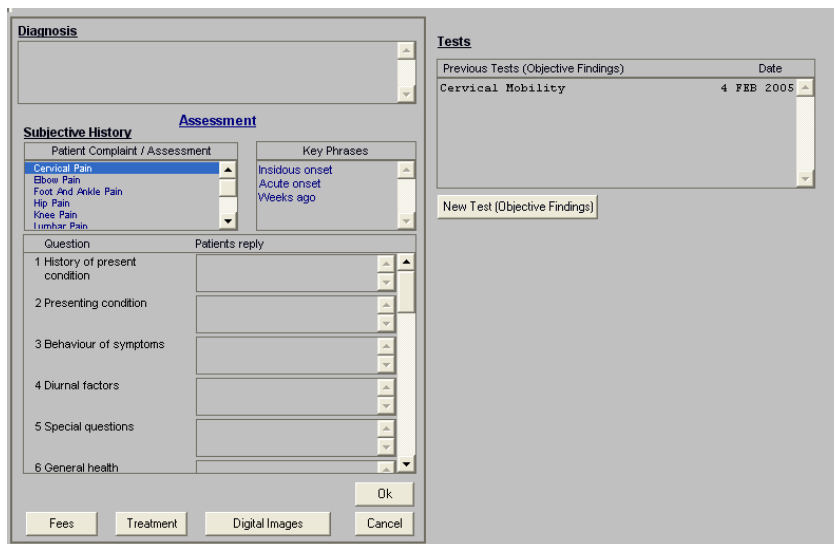 Diagnosis
Assessment
Subjective History
Patient Complaint / Assessment
Cervical Pain
Elbow Pain
Foot And Ankle Pain
Hip Pain
Knee Pain
Lumbar Pain
Key Phrases
Insidous onset
Acute onset
Weeks ago
Question Patients reply
1 History of present
condition
2 Presenting condition
3 Behaviour of symptoms
4 Diurnal factors
5 Special questions
6 General health
Ok
Fees Treatment Digital Images Cancel
Tests
Previous Tests (Objective Findings) Date
Cervical Mobility 4 FEB 2005
New Test (Objective Findings)